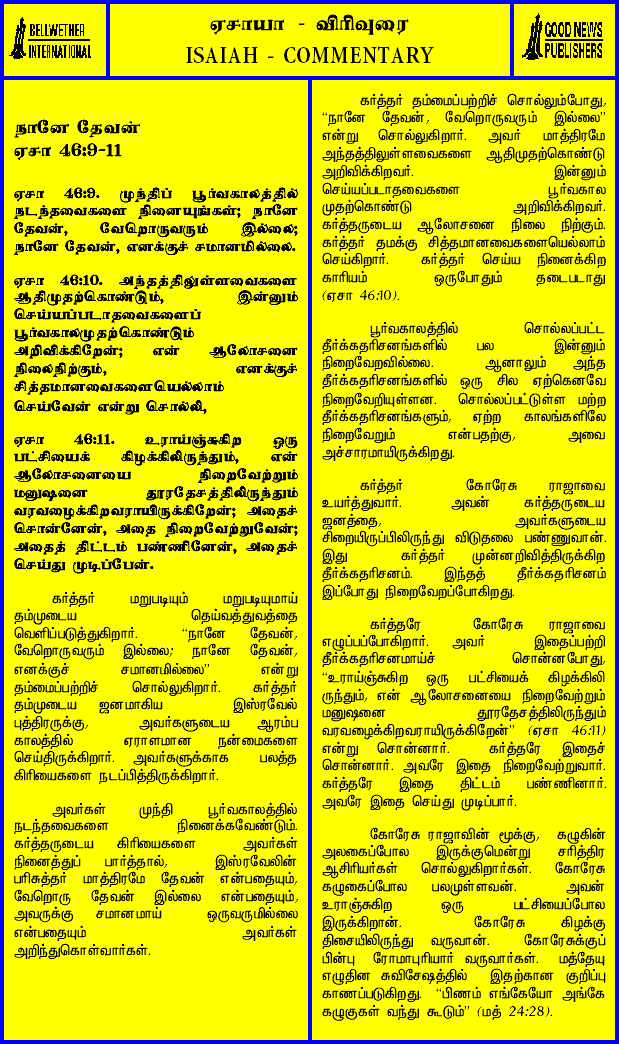 BELLWETHER
INTERNATIONAL
ஏசாயா - விரிவுரை
ISAIAH - COMMENTARY
GOOD NEWS
PUBLISHERS
நானே தேவன்
ஏசா 46:9-11
ஏசா 46:9. முந்திப் பூர்வகாலத்தில்
நடந்தவைகளை நினையுங்கள்; நானே
தேவன், வேறொருவரும் இல்லை;
நானே தேவன், எனக்குச் சமானமில்லை.
ஏசா 46:10. அந்தத்திலுள்ளவைகளை
ஆதிமுதற்கொண்டும், இன்னும்
செய்யப்படாதவைகளைப்
பூர்வகாலமுதற்கொண்டும்
அறிவிக்கிறேன்; என் ஆலோசனை
நிலைநிற்கும், எனக்குச்
சித்தமானவைகளையெல்லாம்
செய்வேன் என்று சொல்லி,
ஏசா 46:11. உராய்ஞ்சுகிற ஒரு
பட்சியைக் கிழக்கிலிருந்தும், என்
ஆலோசனையை நிறைவேற்றும்
மனுஷனை தூரதேசத்திலிருந்தும்
வரவழைக்கிறவராயிருக்கிறேன்; அதைச்
சொன்னேன், அதை நிறைவேற்றுவேன்;
அதைத் திட்டம் பண்ணினேன், அதைச்
செய்து முடிப்பேன்.
கர்த்தர் மறுபடியும் மறுபடியுமாய்
தம்முடைய தெய்வத்துவத்தை
வெளிப்படுத்துகிறார். “நானே தேவன்,
வேறொருவரும் இல்லை; நானே தேவன்,
எனக்குச் சமானமில்லை” என்று
தம்மைப்பற்றிச் சொல்லுகிறார். கர்த்தர்
தம்முடைய ஜனமாகிய இஸ்ரவேல்
புத்திரருக்கு, அவர்களுடைய ஆரம்ப
காலத்தில் ஏராளமான நன்மைகளை
செய்திருக்கிறார். அவர்களுக்காக பலத்த
கிரியைகளை நடப்பித்திருக்கிறார்.
அவர்கள் முந்தி பூர்வகாலத்தில்
நடந்தவைகளை நினைக்கவேண்டும்.
கர்த்தருடைய கிரியைகளை அவர்கள்
நினைத்துப் பார்த்தால், இஸ்ரவேலின்
பரிசுத்தர் மாத்திரமே தேவன் என்பதையும்,
வேறொரு தேவன் இல்லை என்பதையும்,
அவருக்கு சமானமாய் ஒருவருமில்லை
என்பதையும் அவர்கள்
அறிந்துகொள்வார்கள்.
கர்த்தர் தம்மைப்பற்றிச் சொல்லும்போது,
“நானே தேவன், வேறொருவரும் இல்லை”
என்று சொல்லுகிறார். அவர் மாத்திரமே
அந்தத்திலுள்ளவைகளை ஆதிமுதற்கொண்டு
அறிவிக்கிறவர். இன்னும்
செய்யப்படாதவைகளை பூர்வகால
முதற்கொண்டு அறிவிக்கிறவர்.
கர்த்தருடைய ஆலோசனை நிலை நிற்கும்.
கர்த்தர் தமக்கு சித்தமானவைகளையெல்லாம்
செய்கிறார். கர்த்தர் செய்ய நினைக்கிற
காரியம் ஒருபோதும் தடைபடாது
(ஏசா 46:10).
பூர்வகாலத்தில் சொல்லப்பட்ட
தீர்க்கதரிசனங்களில் பல இன்னும்
நிறைவேறவில்லை. ஆனாலும் அந்த
தீர்க்கதரிசனங்களில் ஒரு சில ஏற்கெனவே
நிறைவேறியுள்ளன. சொல்லப்பட்டுள்ள மற்ற
தீர்க்கதரிசனங்களும், ஏற்ற காலங்களிலே
நிறைவேறும் என்பதற்கு, அவை
அச்சாரமாயிருக்கிறது.
கர்த்தர் கோரேசு ராஜாவை
உயர்த்துவார். அவன் கர்த்தருடைய
ஜனத்தை, அவர்களுடைய
சிறையிருப்பிலிருந்து விடுதலை பண்ணுவான்.
இது கர்த்தர் முன்னறிவித்திருக்கிற
தீர்க்கதரிசனம். இந்தத் தீர்க்கதரிசனம்
இப்போது நிறைவேறப்போகிறது.
கர்த்தரே கோரேசு ராஜாவை
எழுப்பப்போகிறார். அவர் இதைப்பற்றி
தீர்க்கதரிசனமாய்ச் சொன்னபோது,
“உராய்ஞ்சுகிற ஒரு பட்சியைக் கிழக்கிலி
ருந்தும், என் ஆலோசனையை நிறைவேற்றும்
மனுஷனை தூரதேசத்திலிருந்தும்
வரவழைக்கிறவராயிருக்கிறேன்” (ஏசா 46:11)
என்று சொன்னார். கர்த்தரே இதைச்
சொன்னார். அவரே இதை நிறைவேற்றுவார்.
கர்த்தரே இதை திட்டம் பண்ணினார்.
அவரே இதை செய்து முடிப்பார்.
கோரேசு ராஜாவின் மூக்கு, கழுகின்
அலகைப்போல இருக்குமென்று சரித்திர
ஆசிரியர்கள் சொல்லுகிறார்கள். கோரேசு
கழுகைப்போல பலமுள்ளவன். அவன்
உராஞ்சுகிற ஒரு பட்சியைப்போல
இருக்கிறான். கோரேசு கிழக்கு
திசையிலிருந்து வருவான். கோரேசுக்குப்
பின்பு ரோமாபுரியார் வருவார்கள். மத்தேயு
எழுதின சுவிசேஷத்தில் இதற்கான குறிப்பு
காணப்படுகிறது. “பிணம் எங்கேயோ அங்கே
கழுகுகள் வந்து கூடும்” (மத் 24:28).